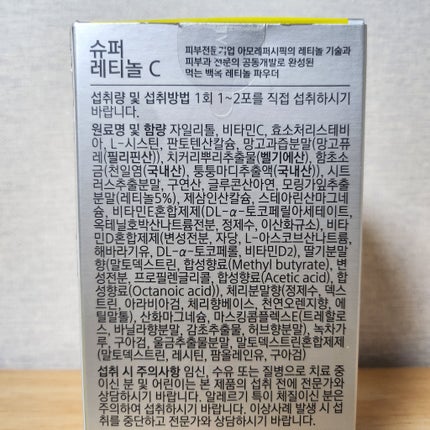 슈퍼
레티놀 C
피부전문기업 아모레퍼시픽의 레티놀 기술과
피부과 전문의 공동개발로 완성된
먹는 백옥 레티놀 파우더
섭취량 및 섭취방법 1회 1~2포를 직접 섭취하시기
바랍니다.
원료명 및 함량 자일리톨, 비타민C, 효소처리스테비
아, L-시스틴, 판토텐산칼슘, 망고과즙분말(망고퓨
레(필리핀산)), 치커리뿌리추출물(벨기에산), 함초소
금(천일염(국내산), 퉁퉁마디추출액(국내산)), 시트
러스추출분말, 구연산, 글루콘산아연, 모링가잎추출
분말(레티놀5%), 제삼인산칼슘, 스테아린산마그네
슘, 비타민E혼합제제(DL-α-토코페릴아세테이트,
옥테닐호박산나트륨전분, 정제수, 이산화규소), 비타
민D혼합제제(변성전분, 자당, L-아스코브산나트륨,
해바라기유, DL-α-토코페롤, 비타민D2), 딸기분말
향(말토덱스트린, 합성향료(Methyl butyrate), 변
성전분, 프로필렌글리콜, 합성향료(Acetic acid), 합
성향료(Octanoic acid)), 체리분말향(정제수, 덱스
트린, 아라비아검, 체리향베이스, 천연오렌지향, 에
틸말톨), 산화마그네슘, 마스킹콤플렉스(트레할로
스, 바닐라향분말, 감초추출물, 허브향분말), 녹차가
루, 구아검, 울금추출물분말, 말토덱스트린혼합제제
(말토덱스트린, 레시틴, 팜올레인유, 구아검)
섭취 시 주의사항 임신, 수유 또는 질병으로 치료 중
이신 분 및 어린이는 본 제품의 섭취 전에 전문가와
상담하시기 바랍니다. 알레르기 특이 체질이신 분은
주의하여 섭취하시기 바랍니다. 이상사례 발생 시 섭
취를 중단하고 전문가와 상담하시기 바랍니다.